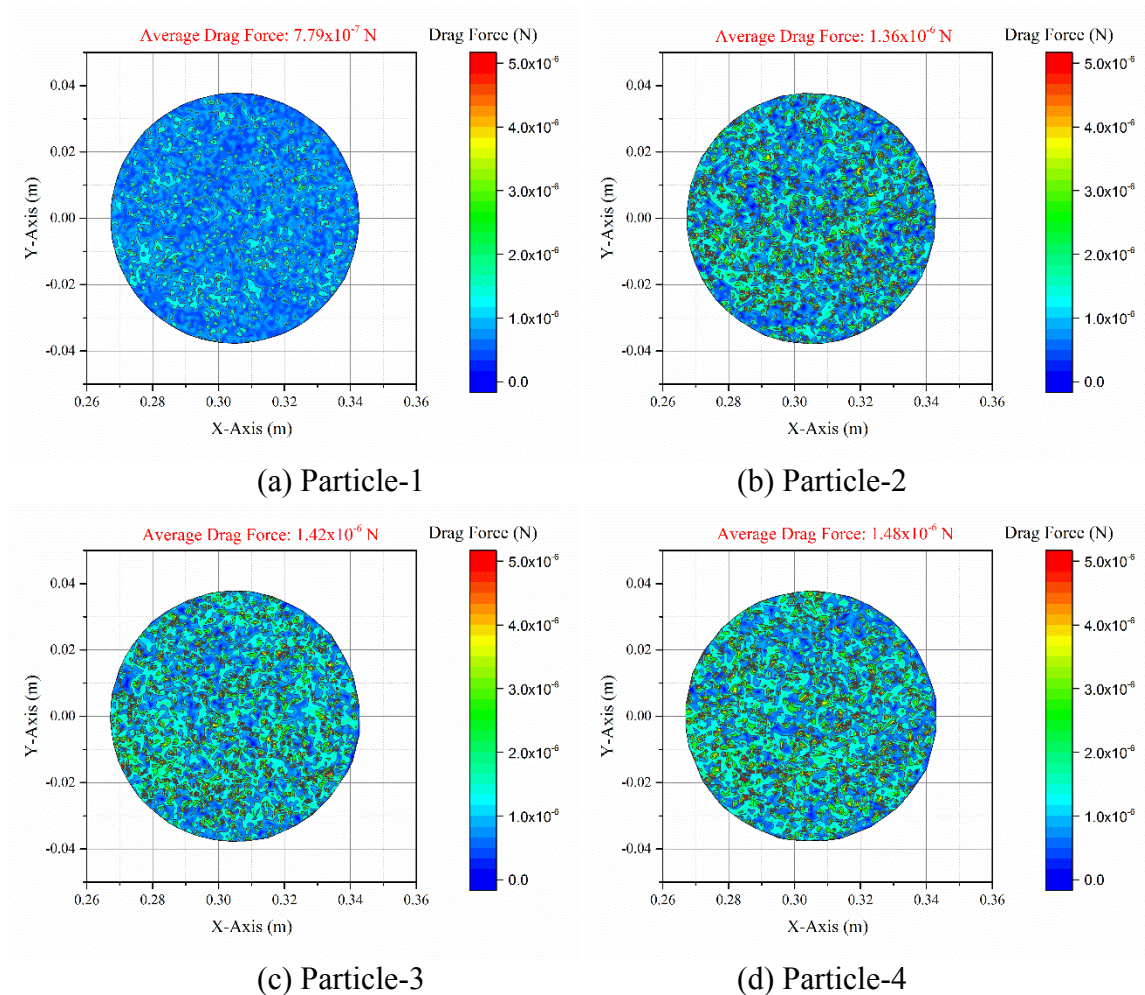 Average Drag Force: 7.79x10⁻⁷ N
Drag Force (N)
0.04
0.02
0.00
-0.02
-0.04
Y-Axis (m)
0.26 0.28 0.30 0.32 0.34 0.36
X-Axis (m)
5.0x10⁻⁶
4.0x10⁻⁶
3.0x10⁻⁶
2.0x10⁻⁶
1.0x10⁻⁶
0.0
(a) Particle-1
Average Drag Force: 1.36x10⁻⁶ N
Drag Force (N)
0.04
0.02
0.00
-0.02
-0.04
Y-Axis (m)
0.26 0.28 0.30 0.32 0.34 0.36
X-Axis (m)
5.0x10⁻⁶
4.0x10⁻⁶
3.0x10⁻⁶
2.0x10⁻⁶
1.0x10⁻⁶
0.0
(b) Particle-2
Average Drag Force: 1.42x10⁻⁶ N
Drag Force (N)
0.04
0.02
0.00
-0.02
-0.04
Y-Axis (m)
0.26 0.28 0.30 0.32 0.34 0.36
X-Axis (m)
5.0x10⁻⁶
4.0x10⁻⁶
3.0x10⁻⁶
2.0x10⁻⁶
1.0x10⁻⁶
0.0
(c) Particle-3
Average Drag Force: 1.48x10⁻⁶ N
Drag Force (N)
0.04
0.02
0.00
-0.02
-0.04
Y-Axis (m)
0.26 0.28 0.30 0.32 0.34 0.36
X-Axis (m)
5.0x10⁻⁶
4.0x10⁻⁶
3.0x10⁻⁶
2.0x10⁻⁶
1.0x10⁻⁶
0.0
(d) Particle-4